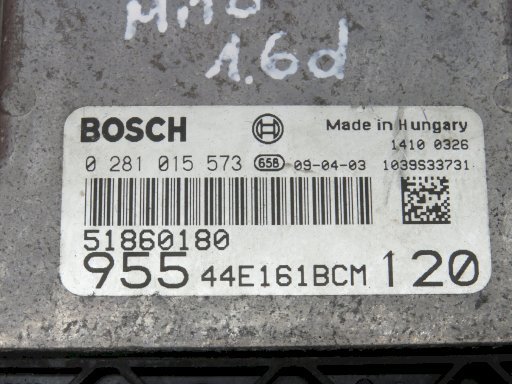 1.6d
BOSCH Made in Hungary
1410 0326
0 281 015 573 658 09-04-03 1039S33731
51860180
955 44E161BCM 120